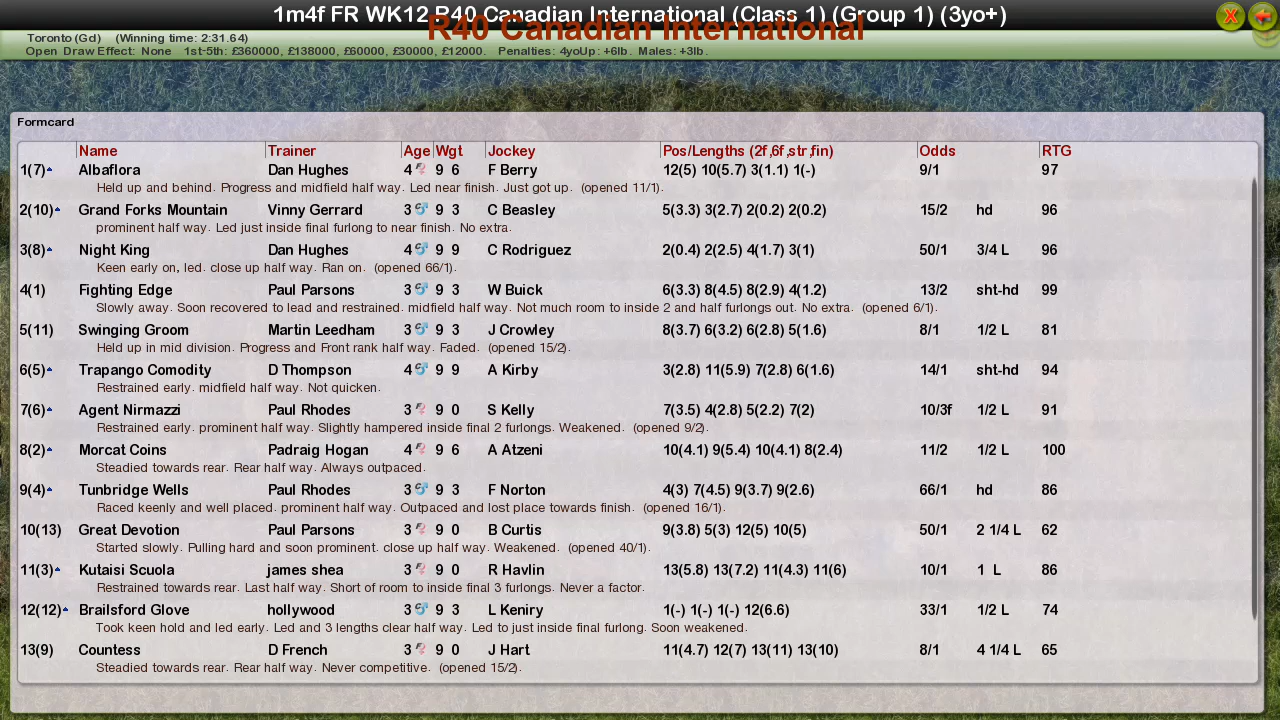 1m4f FR WK12 R40 Canadian International (Class 1) (Group 1) (3yo+)
R40 Canadian International
Toronto (Gd) (Winning time: 2:31.64)
Open Draw Effect: None 1st-5th: £360000, £138000, £60000, £30000, £12000. Penalties: 4yoUp: +6lb. Males: +3lb.
X
Formcard
Name Trainer Age Wgt Jockey Pos/Lengths (2f,6f,str,fin) Odds RTG
1(7) Albaflora Dan Hughes 4 9 6 F Berry 12(5) 10(5.7) 3(1.1) 1(-) 9/1 97
Held up and behind. Progress and midfield half way. Led near finish. Just got up. (opened 11/1).
2(10) Grand Forks Mountain Vinny Gerrard 3 9 3 C Beasley 5(3.3) 3(2.7) 2(0.2) 2(0.2) 15/2 hd 96
prominent half way. Led just inside final furlong to near finish. No extra.
3(8) Night King Dan Hughes 4 9 9 C Rodriguez 2(0.4) 2(2.5) 4(1.7) 3(1) 50/1 3/4 L 96
Keen early on, led. close up half way. Ran on. (opened 66/1).
4(1) Fighting Edge Paul Parsons 3 9 3 W Buick 6(3.3) 8(4.5) 8(2.9) 4(1.2) 13/2 sht-hd 99
Slowly away. Soon recovered to lead and restrained. midfield half way. Not much room to inside 2 and half furlongs out. No extra. (opened 6/1).
5(11) Swinging Groom Martin Leedham 3 9 3 J Crowley 8(3.7) 6(3.2) 6(2.8) 5(1.6) 8/1 1/2 L 81
Held up in mid division. Progress and Front rank half way. Faded. (opened 15/2).
6(5) Trapango Comodity D Thompson 4 9 9 A Kirby 3(2.8) 11(5.9) 7(2.8) 6(1.6) 14/1 sht-hd 94
Restrained early. midfield half way. Not quicken.
7(6) Agent Nirmazzi Paul Rhodes 3 9 0 S Kelly 7(3.5) 4(2.8) 5(2.2) 7(2) 10/3f 1/2 L 91
Restrained early. prominent half way. Slightly hampered inside final 2 furlongs. Weakened. (opened 9/2).
8(2) Morcat Coins Padraig Hogan 4 9 6 A Atzeni 10(4.1) 9(5.4) 10(4.1) 8(2.4) 11/2 1/2 L 100
Steadied towards rear. Rear half way. Always outpaced.
9(4) Tunbridge Wells Paul Rhodes 3 9 3 F Norton 4(3) 7(4.5) 9(3.7) 9(2.6) 66/1 hd 86
Raced keenly and well placed. prominent half way. Outpaced and lost place towards finish. (opened 16/1).
10(13) Great Devotion Paul Parsons 3 9 0 B Curtis 9(3.8) 5(3) 12(5) 10(5) 50/1 2 1/4 L 62
Started slowly. Pulling hard and soon prominent. close up half way. Weakened. (opened 40/1).
11(3) Kutaisi Scuola james shea 3 9 0 R Havlin 13(5.8) 13(7.2) 11(4.3) 11(6) 10/1 1 L 86
Restrained towards rear. Last half way. Short of room to inside final 3 furlongs. Never a factor.
12(12) Brailsford Glove hollywood 3 9 3 L Keniry 1(-) 1(-) 1(-) 12(6.6) 33/1 1/2 L 74
Took keen hold and led early. Led and 3 lengths clear half way. Led to just inside final furlong. Soon weakened.
13(9) Countess D French 3 9 0 J Hart 11(4.7) 12(7) 13(11) 13(10) 8/1 4 1/4 L 65
Steadied towards rear. Rear half way. Never competitive. (opened 15/2).